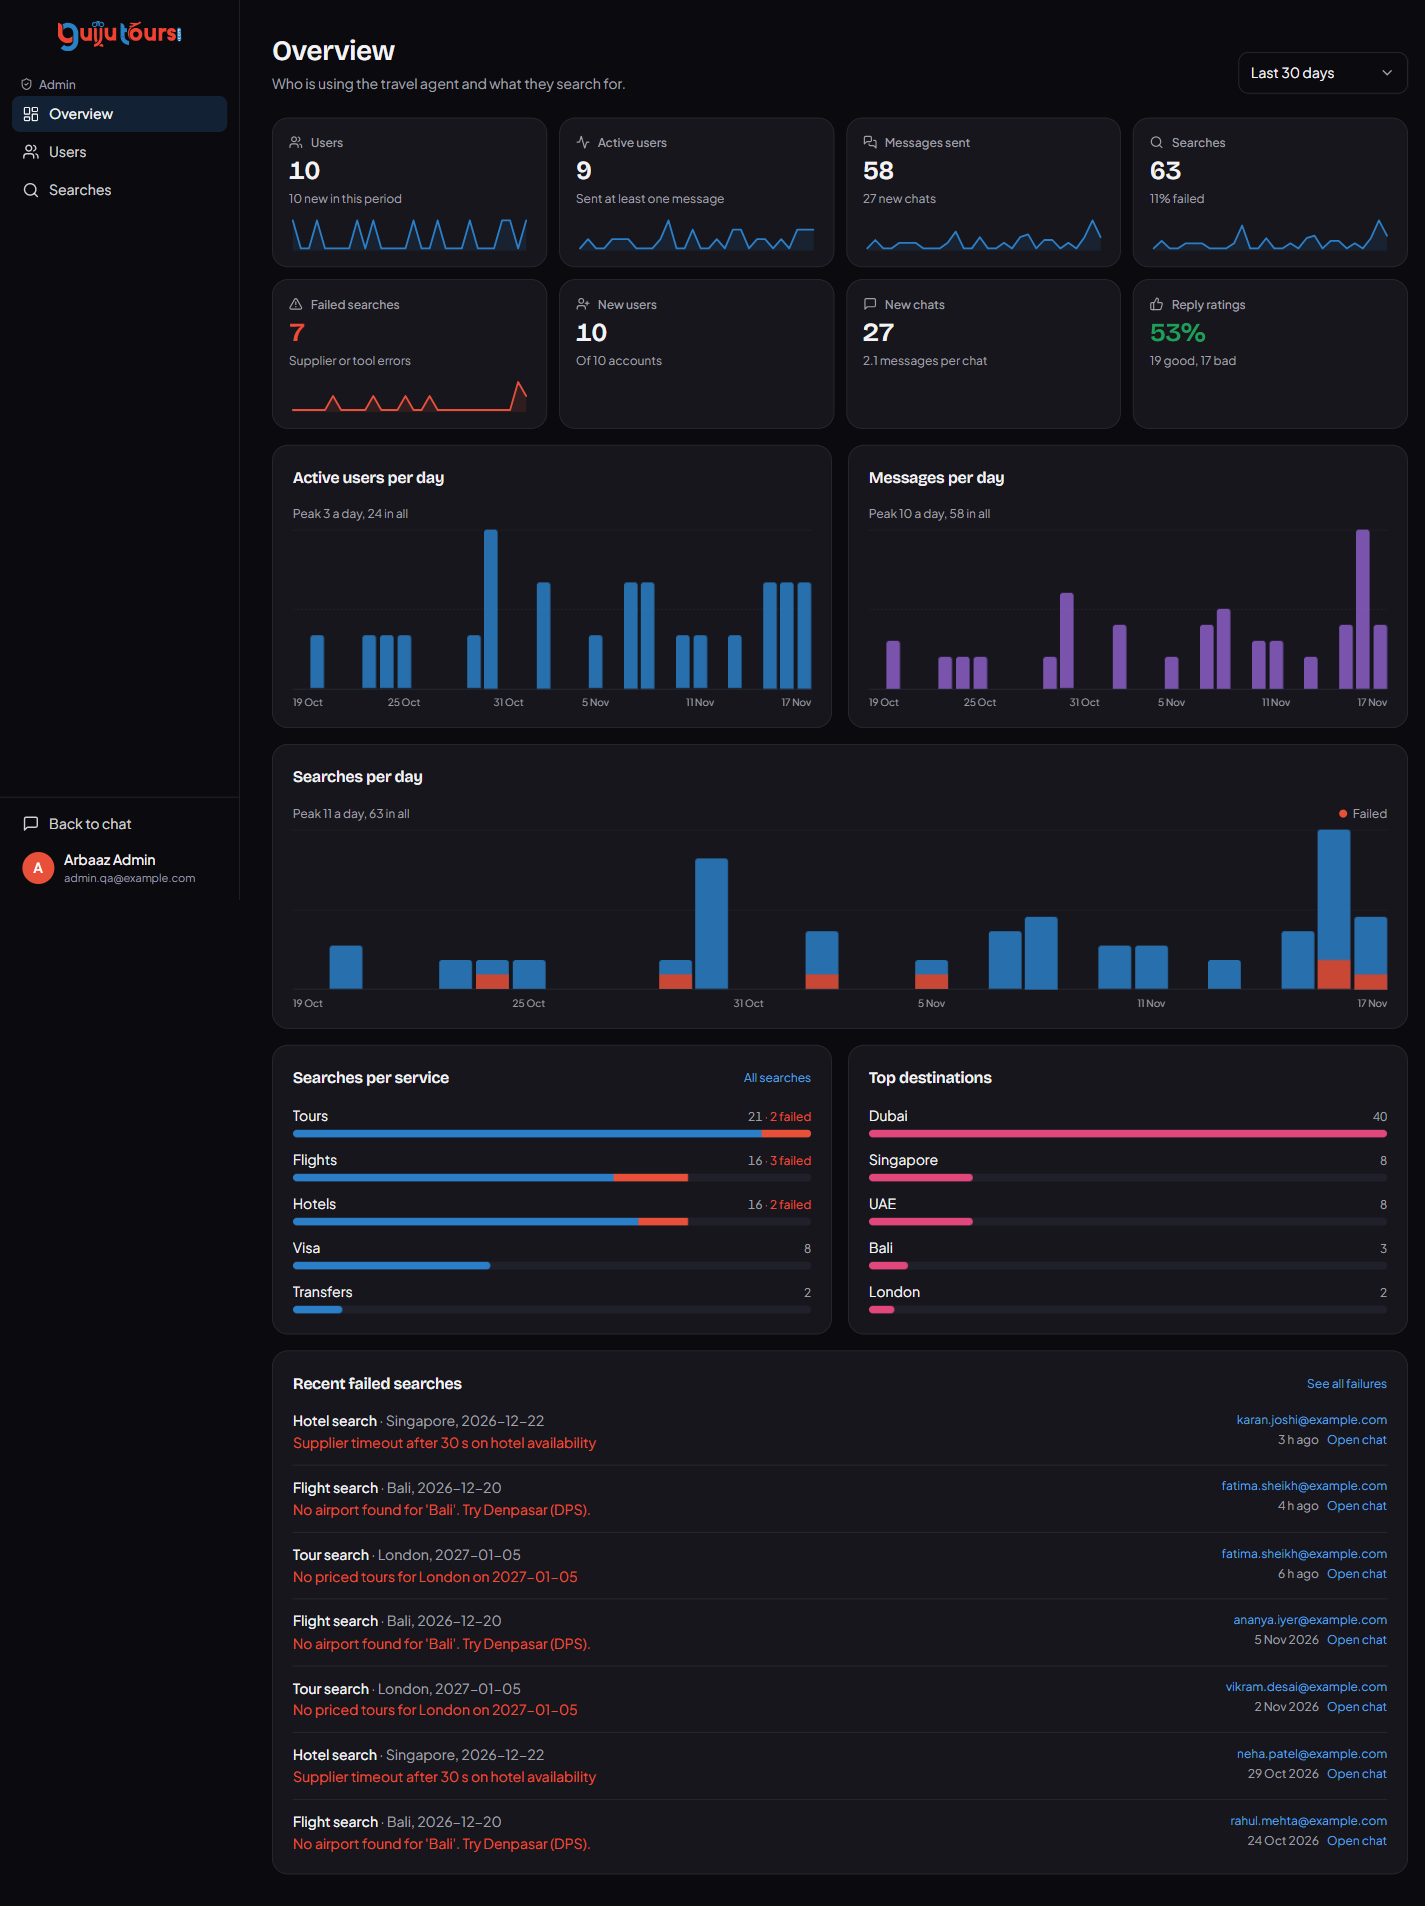 gujjutours
Admin
Overview
Users
Searches
Back to chat
A
Arbaaz Admin
admin.qa@example.com
Overview
Who is using the travel agent and what they search for.
Last 30 days
Users
10
10 new in this period
Active users
9
Sent at least one message
Messages sent
58
27 new chats
Searches
63
11% failed
Failed searches
7
Supplier or tool errors
New users
10
Of 10 accounts
New chats
27
2.1 messages per chat
Reply ratings
53%
19 good, 17 bad
Active users per day
Peak 3 a day, 24 in all
19 Oct 25 Oct 31 Oct 5 Nov 11 Nov 17 Nov
Messages per day
Peak 10 a day, 58 in all
19 Oct 25 Oct 31 Oct 5 Nov 11 Nov 17 Nov
Searches per day
Peak 11 a day, 63 in all
Failed
19 Oct 25 Oct 31 Oct 5 Nov 11 Nov 17 Nov
Searches per service All searches
Tours 21 · 2 failed
Flights 16 · 3 failed
Hotels 16 · 2 failed
Visa 8
Transfers 2
Top destinations
Dubai 40
Singapore 8
UAE 8
Bali 3
London 2
Recent failed searches See all failures
Hotel search · Singapore, 2026-12-22 karan.joshi@example.com
Supplier timeout after 30 s on hotel availability 3 h ago Open chat
Flight search · Bali, 2026-12-20 fatima.sheikh@example.com
No airport found for 'Bali'. Try Denpasar (DPS). 4 h ago Open chat
Tour search · London, 2027-01-05 fatima.sheikh@example.com
No priced tours for London on 2027-01-05 6 h ago Open chat
Flight search · Bali, 2026-12-20 ananya.iyer@example.com
No airport found for 'Bali'. Try Denpasar (DPS). 5 Nov 2026 Open chat
Tour search · London, 2027-01-05 vikram.desai@example.com
No priced tours for London on 2027-01-05 2 Nov 2026 Open chat
Hotel search · Singapore, 2026-12-22 neha.patel@example.com
Supplier timeout after 30 s on hotel availability 29 Oct 2026 Open chat
Flight search · Bali, 2026-12-20 rahul.mehta@example.com
No airport found for 'Bali'. Try Denpasar (DPS). 24 Oct 2026 Open chat